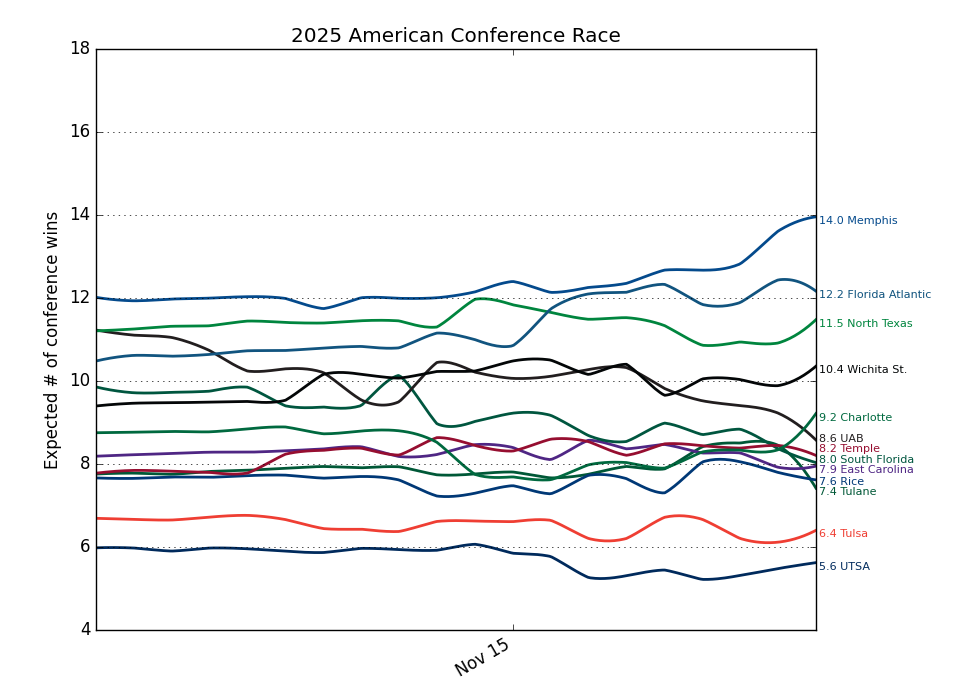 2025 American Conference Race
Expected # of conference wins
18
16
14
12
10
8
6
4
14.0 Memphis
12.2 Florida Atlantic
11.5 North Texas
10.4 Wichita St.
9.2 Charlotte
8.6 UAB
8.2 Temple
8.0 South Florida
7.9 East Carolina
7.6 Rice
7.4 Tulane
6.4 Tulsa
5.6 UTSA
Nov 15